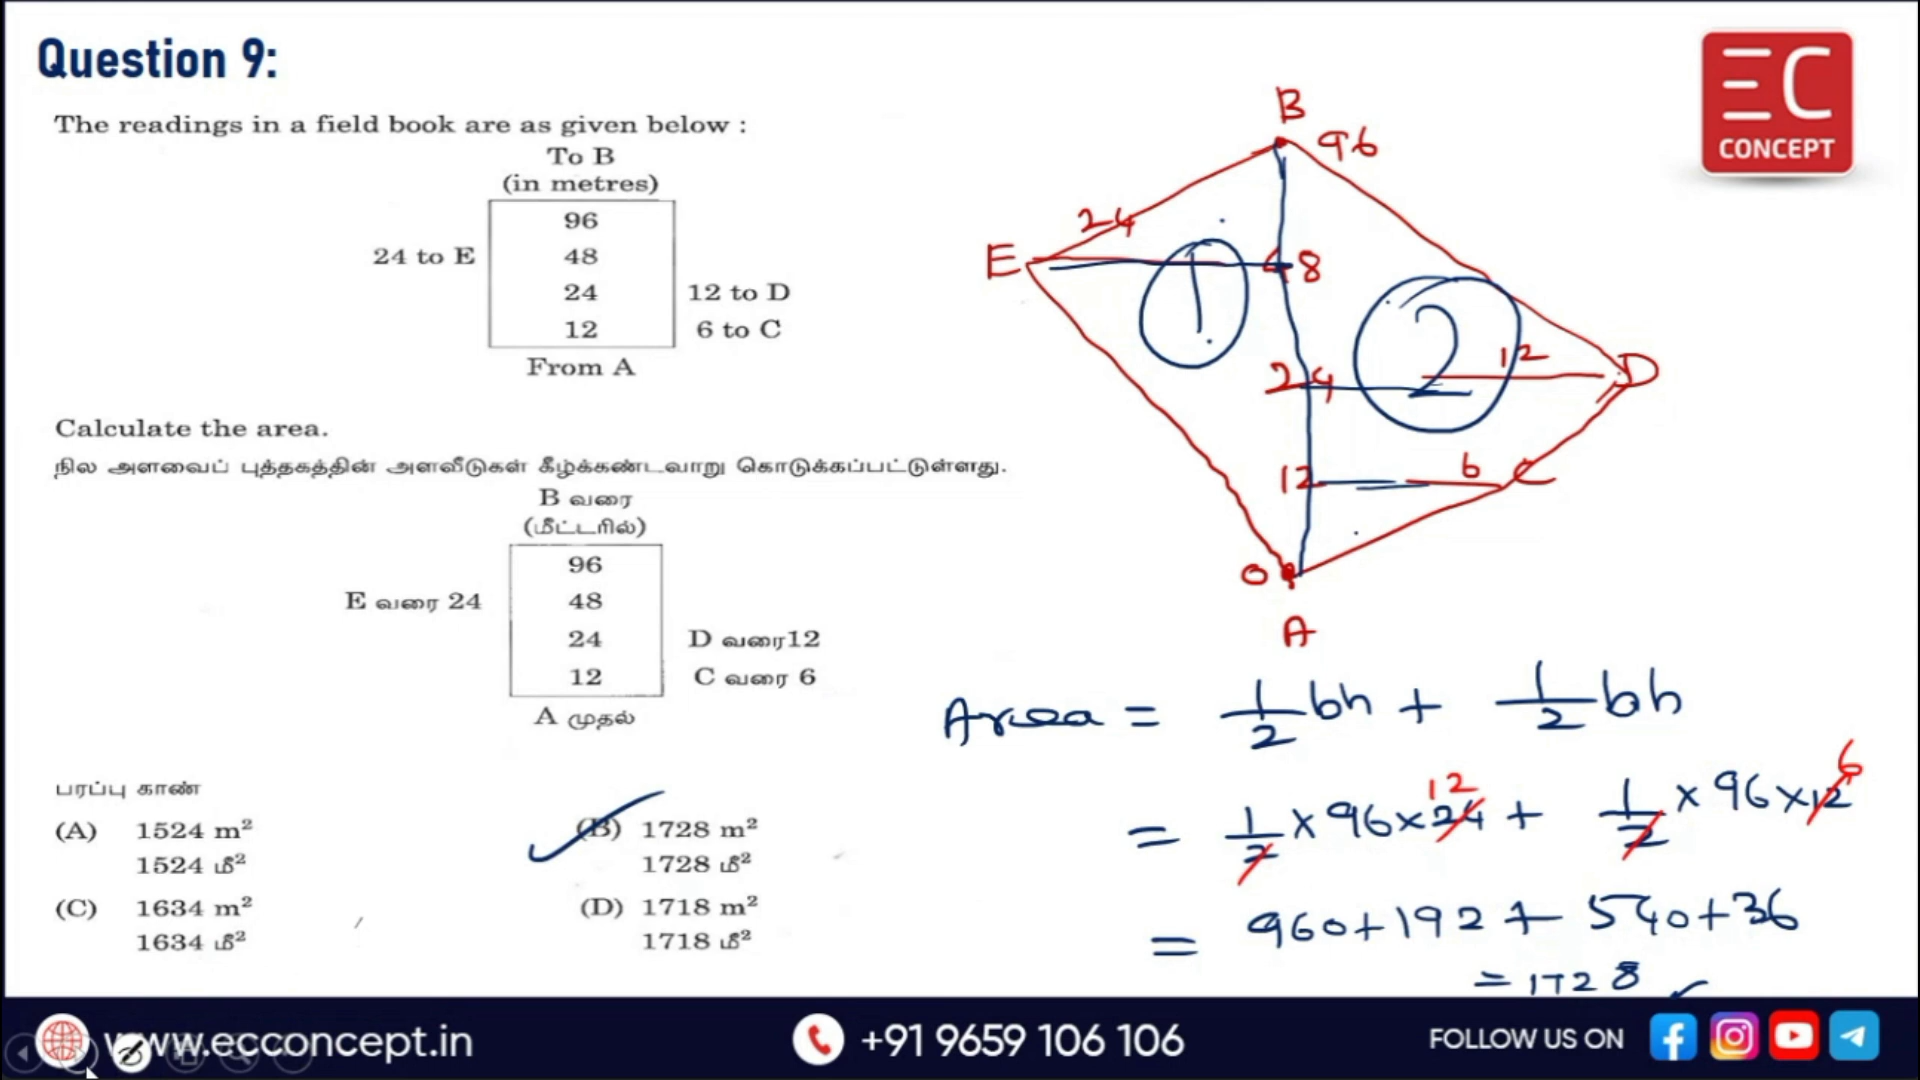 Question 9:
EC
CONCEPT
The readings in a field book are as given below :
To B
(in metres)
96
24 to E 48
24 12 to D
12 6 to C
From A
Calculate the area.
நில அளவைப் புத்தகத்தின் அளவீடுகள் கீழ்க்கண்டவாறு கொடுக்கப்பட்டுள்ளது.
B வரை
(மீட்டரில்)
96
E வரை 24 48
24 D வரை12
12 C வரை 6
A முதல்
பரப்பு காண்
(A) 1524 m² (B) 1728 m²
1524 மீ² 1728 மீ²
(C) 1634 m² (D) 1718 m²
1634 மீ² 1718 மீ²
B
96
24
E 48
1
2
24 12 D
12 6 C
0
A
Area = 1/2 bh + 1/2 bh
= 1/2 × 96 × 24 12 + 1/2 × 96 × 12 6
= 960+192 + 540+36
= 1728
www.ecconcept.in +91 9659 106 106 FOLLOW US ON